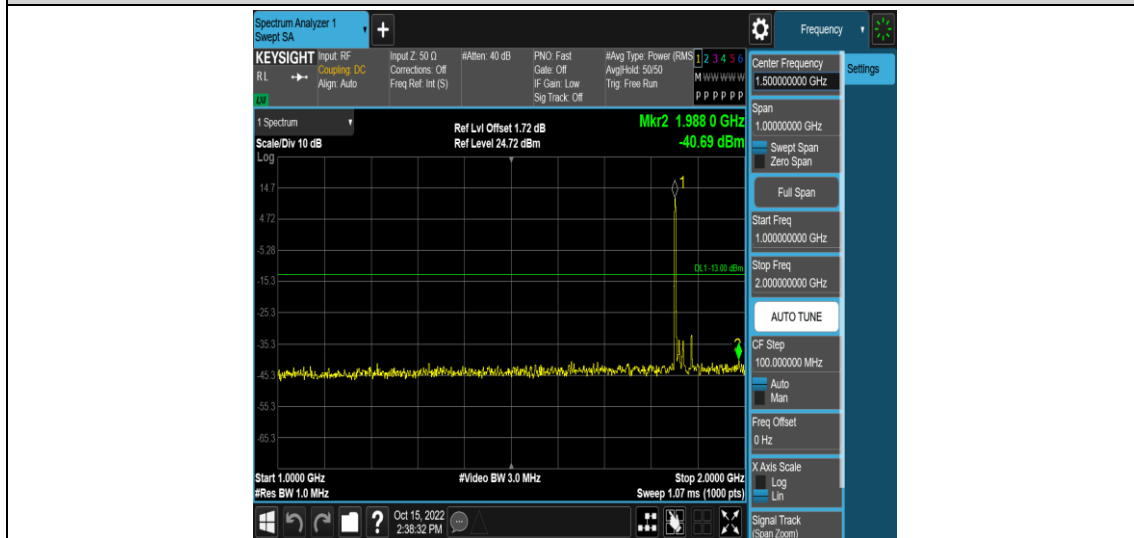 Spectrum Analyzer 1
Swept SA
+
Frequency
KEYSIGHT
RL
LW
Input: RF
Coupling: DC
Align: Auto
Input Z: 50 Ω
Corrections: Off
Freq Ref: Int (S)
#Atten: 40 dB
PNO: Fast
Gate: Off
IF Gain: Low
Sig Track: Off
#Avg Type: Power (RMS
Avg|Hold: 50/50
Trig: Free Run
1 2 3 4 5 6
M W W W W W
P P P P P P
1 Spectrum
Scale/Div 10 dB
Log
Ref Lvl Offset 1.72 dB
Ref Level 24.72 dBm
Mkr2 1.988 0 GHz
-40.69 dBm
14.7
4.72
-5.28
-15.3
-25.3
-35.3
-45.3
-55.3
-65.3
1
DL1 -13.00 dBm
2
Start 1.0000 GHz
#Res BW 1.0 MHz
#Video BW 3.0 MHz
Stop 2.0000 GHz
Sweep 1.07 ms (1000 pts)
Center Frequency
1.500000000 GHz
Settings
Span
1.00000000 GHz
Swept Span
Zero Span
Full Span
Start Freq
1.000000000 GHz
Stop Freq
2.000000000 GHz
AUTO TUNE
CF Step
100.000000 MHz
Auto
Man
Freq Offset
0 Hz
X Axis Scale
Log
Lin
Signal Track
(Span Zoom)
?
Oct 15, 2022
2:38:32 PM